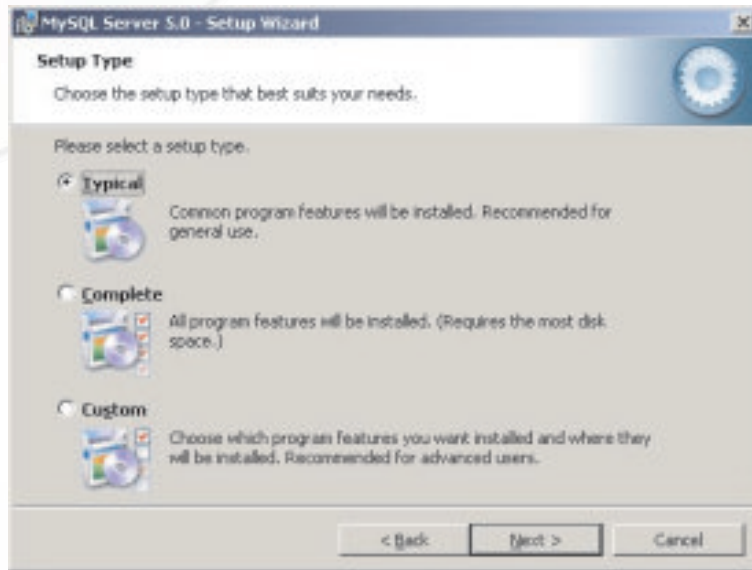 MySQL Server 5.0 - Setup Wizard
Setup Type
Choose the setup type that best suits your needs.
Please select a setup type.
Typical
Common program features will be installed. Recommended for
general use.
Complete
All program features will be installed. (Requires the most disk
space.)
Custom
Choose which program features you want installed and where they
will be installed. Recommended for advanced users.
< Back
Next >
Cancel